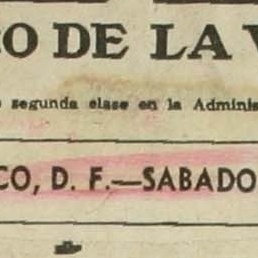 O DE LA V
segunda clase en la Adminis
CO, D. F.—SABADO